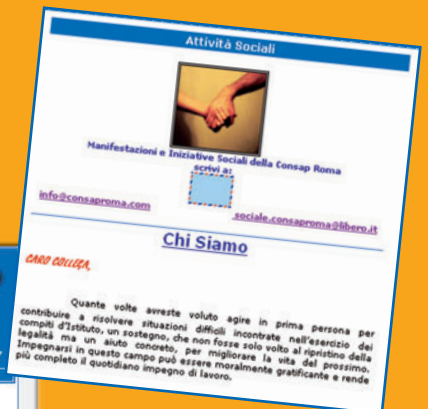 Attività Sociali
Manifestazioni e Iniziative Sociali della Consap Roma
scrivi a:
info@consaproma.com
sociale.consaproma@libero.it
Chi Siamo
CARO COLLEGA,
Quante volte avreste voluto agire in prima persona per
contribuire a risolvere situazioni difficili incontrate nell'esercizio dei
compiti d'Istituto, un sostegno, che non fosse solo volto al ripristino della
legalità ma un aiuto concreto, per migliorare la vita del prossimo.
Impegnarsi in questo campo può essere moralmente gratificante e rende
più completo il quotidiano impegno di lavoro.